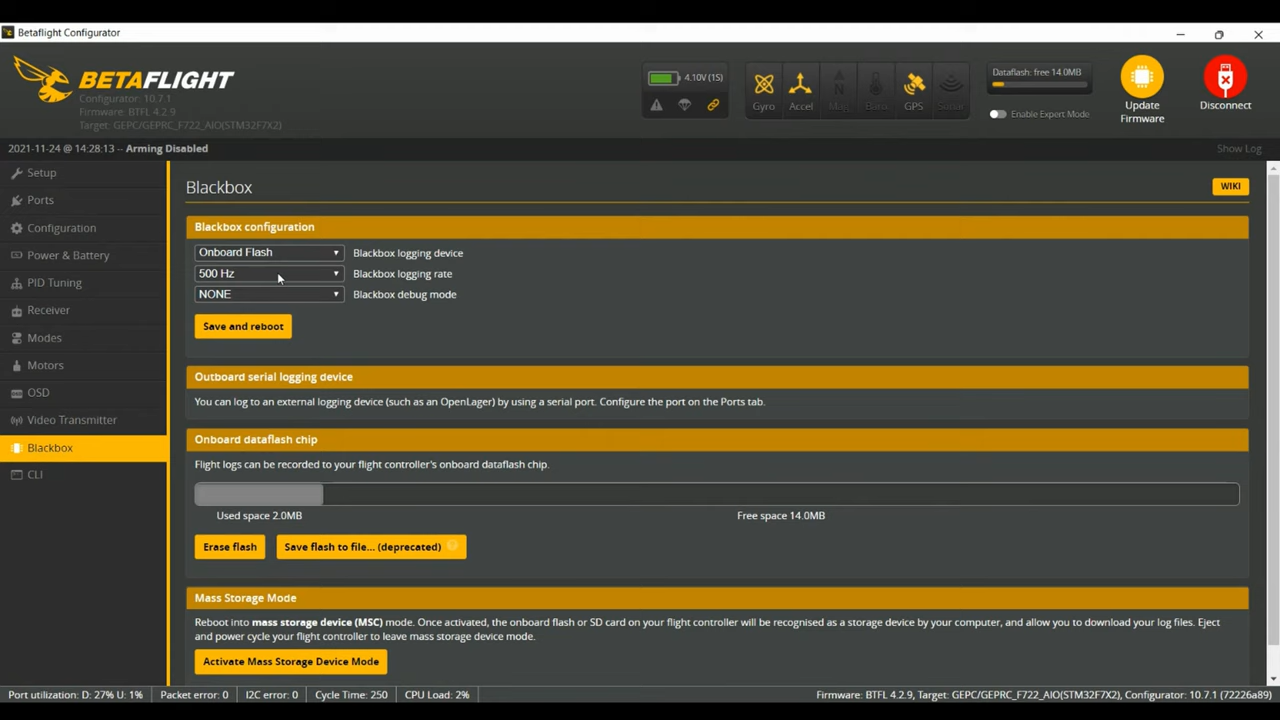 Betaflight Configurator
BETAFLIGHT
Configurator: 10.7.1
Firmware: BTFL 4.2.9
Target: GEPC/GEPRC_F722_AIO(STM32F7X2)
4.10V (1S)
Gyro
Accel
Mag
Baro
GPS
Sonar
Dataflash: free 14.0MB
Enable Expert Mode
Update
Firmware
Disconnect
2021-11-24 @ 14:28:13 -- Arming Disabled
Show Log
Setup
Ports
Configuration
Power & Battery
PID Tuning
Receiver
Modes
Motors
OSD
Video Transmitter
Blackbox
CLI
Blackbox
WIKI
Blackbox configuration
Onboard Flash Blackbox logging device
500 Hz Blackbox logging rate
NONE Blackbox debug mode
Save and reboot
Outboard serial logging device
You can log to an external logging device (such as an OpenLager) by using a serial port. Configure the port on the Ports tab.
Onboard dataflash chip
Flight logs can be recorded to your flight controller's onboard dataflash chip.
Used space 2.0MB Free space 14.0MB
Erase flash Save flash to file... (deprecated) ?
Mass Storage Mode
Reboot into mass storage device (MSC) mode. Once activated, the onboard flash or SD card on your flight controller will be recognised as a storage device by your computer, and allow you to download your log files. Eject
and power cycle your flight controller to leave mass storage device mode.
Activate Mass Storage Device Mode
Port utilization: D: 27% U: 1% Packet error: 0 I2C error: 0 Cycle Time: 250 CPU Load: 2% Firmware: BTFL 4.2.9, Target: GEPC/GEPRC_F722_AIO(STM32F7X2), Configurator: 10.7.1 (72226a89)